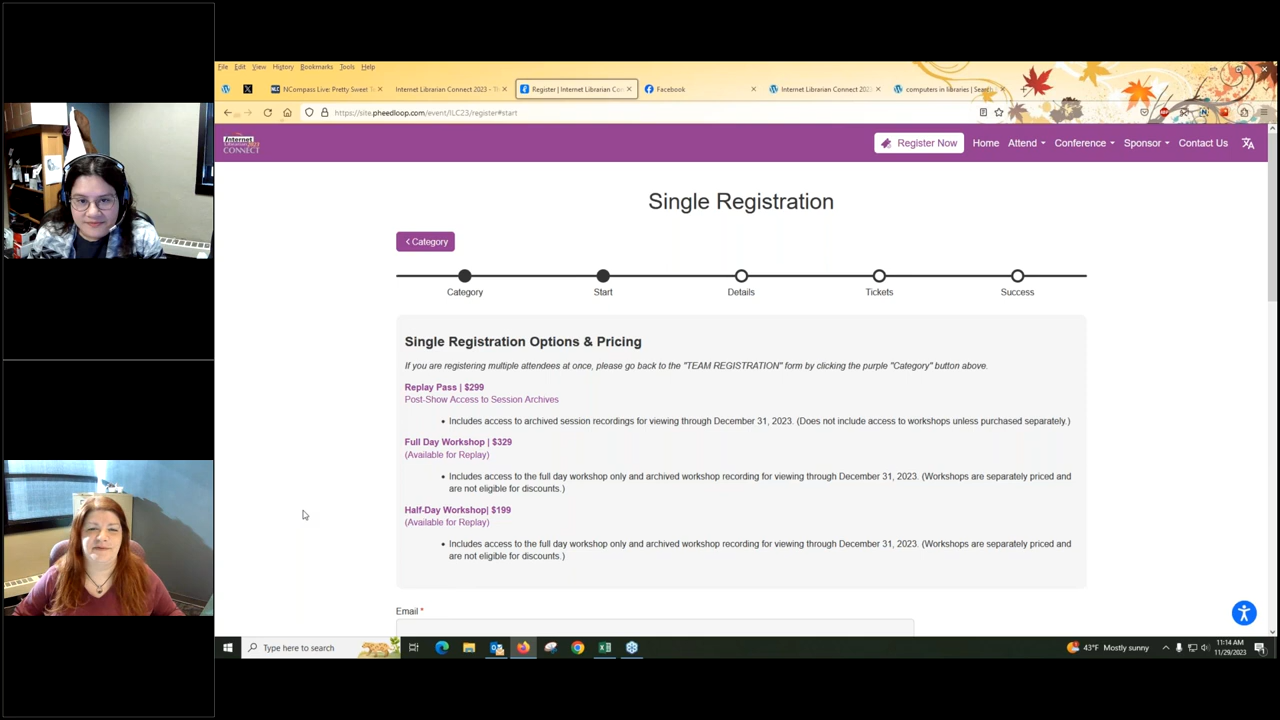 File Edit View History Bookmarks Tools Help
NCompass Live: Pretty Sweet T
Internet Librarian Connect 2023 - Th
Register | Internet Librarian Con
Facebook
Internet Librarian Connect 202
computers in libraries | Sear
https://site.pheedloop.com/event/ILC23/register#start
Internet Librarian CONNECT
Register Now
Home
Attend
Conference
Sponsor
Contact Us
Single Registration
Category
Category
Start
Details
Tickets
Success
Single Registration Options & Pricing
If you are registering multiple attendees at once, please go back to the "TEAM REGISTRATION" form by clicking the purple "Category" button above.
Replay Pass | $299
Post-Show Access to Session Archives
• Includes access to archived session recordings for viewing through December 31, 2023. (Does not include access to workshops unless purchased separately.)
Full Day Workshop | $329
(Available for Replay)
• Includes access to the full day workshop only and archived workshop recording for viewing through December 31, 2023. (Workshops are separately priced and
are not eligible for discounts.)
Half-Day Workshop| $199
(Available for Replay)
• Includes access to the full day workshop only and archived workshop recording for viewing through December 31, 2023. (Workshops are separately priced and
are not eligible for discounts.)
Email *
Type here to search
43°F Mostly sunny
11:14 AM
11/29/2023